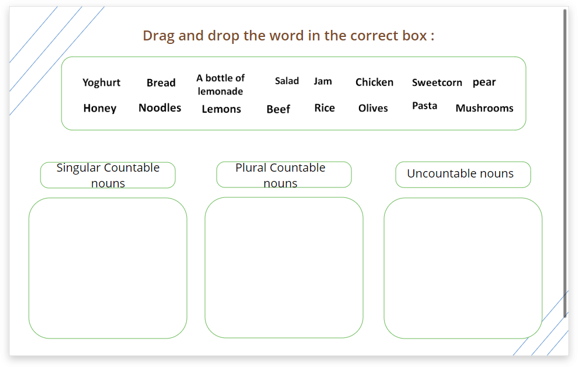 Drag and drop the word in the correct box :
Yoghurt Bread A bottle of Salad Jam Chicken Sweetcorn pear
lemonade
Honey Noodles Lemons Beef Rice Olives Pasta Mushrooms
Singular Countable
nouns
Plural Countable
nouns
Uncountable nouns